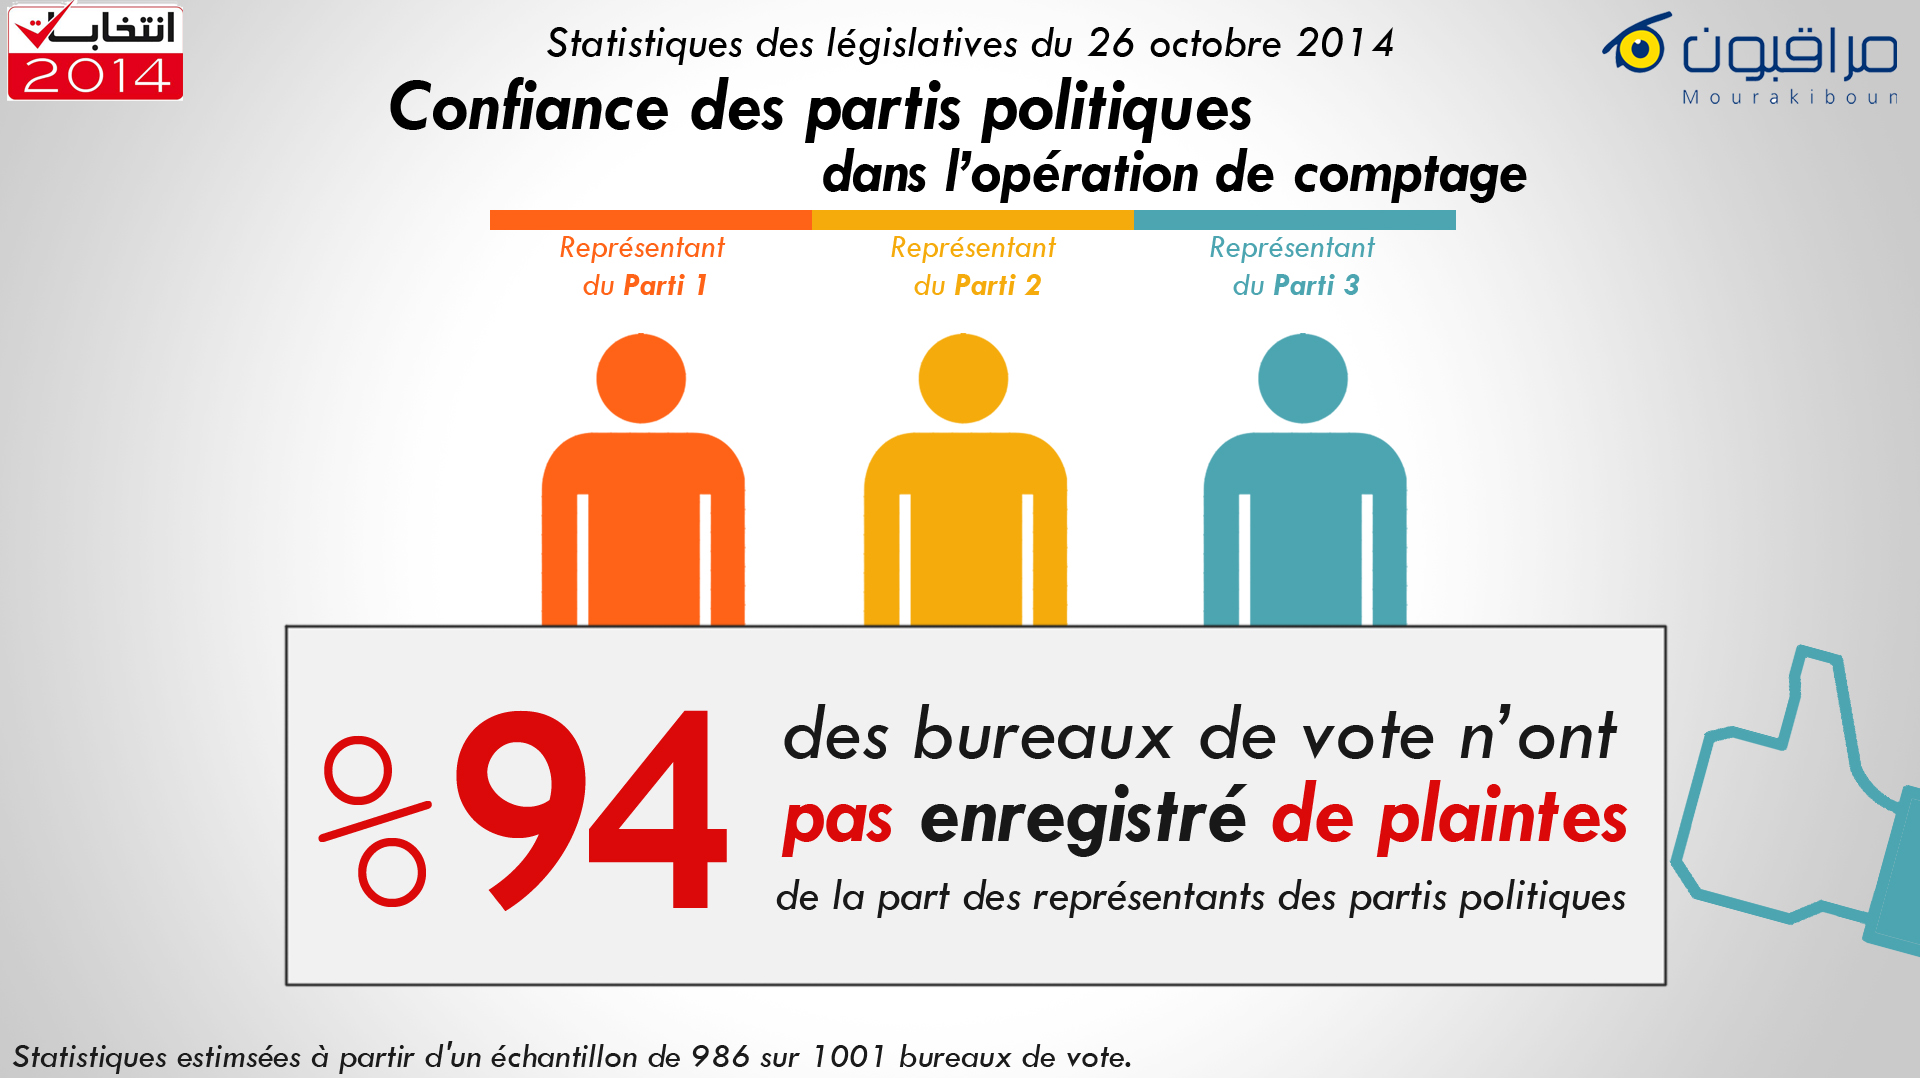 انتخابات
2014
Statistiques des législatives du 26 octobre 2014
مراقبون
Mourakiboun
Confiance des partis politiques
dans l’opération de comptage
Représentant
du Parti 1
Représentant
du Parti 2
Représentant
du Parti 3
%94
des bureaux de vote n’ont
pas enregistré de plaintes
de la part des représentants des partis politiques
Statistiques estimsées à partir d'un échantillon de 986 sur 1001 bureaux de vote.